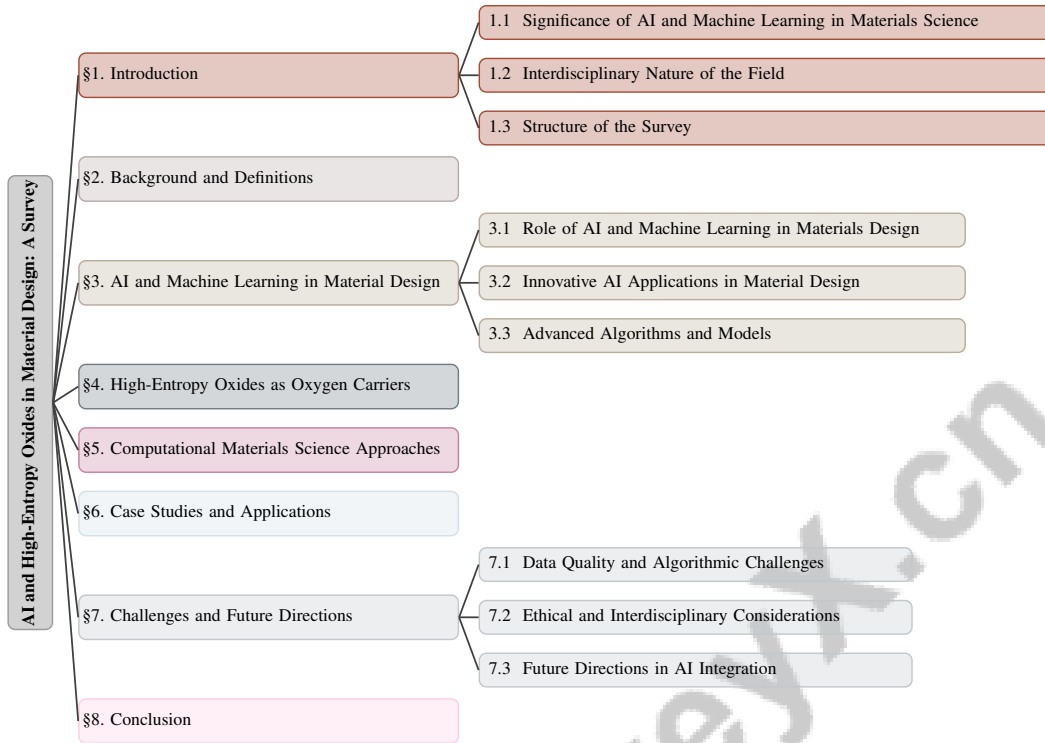 AI and High-Entropy Oxides in Material Design: A Survey
§1. Introduction
1.1 Significance of AI and Machine Learning in Materials Science
1.2 Interdisciplinary Nature of the Field
1.3 Structure of the Survey
§2. Background and Definitions
§3. AI and Machine Learning in Material Design
3.1 Role of AI and Machine Learning in Materials Design
3.2 Innovative AI Applications in Material Design
3.3 Advanced Algorithms and Models
§4. High-Entropy Oxides as Oxygen Carriers
§5. Computational Materials Science Approaches
§6. Case Studies and Applications
§7. Challenges and Future Directions
7.1 Data Quality and Algorithmic Challenges
7.2 Ethical and Interdisciplinary Considerations
7.3 Future Directions in AI Integration
§8. Conclusion
eyx.cn